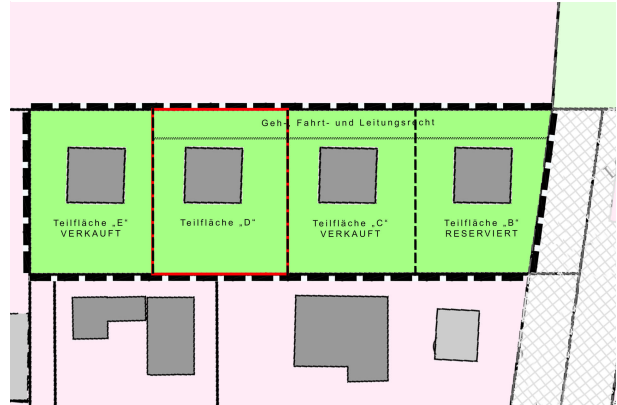 Geh-, Fahrt- und Leitungsrecht
Teilfläche „E“
VERKAUFT
Teilfläche „D“
Teilfläche „C“
VERKAUFT
Teilfläche „B“
RESERVIERT